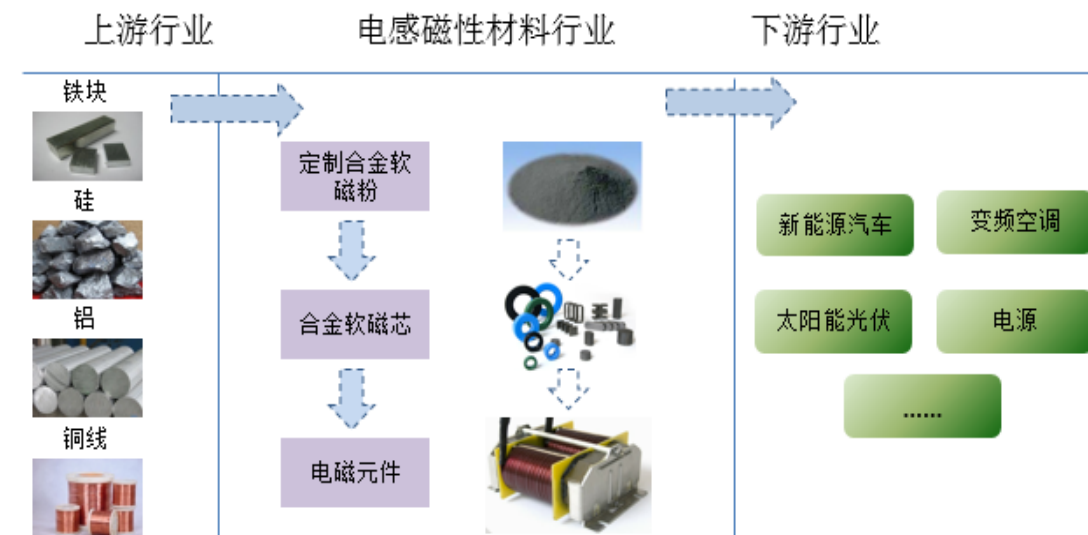 上游行业
电感磁性材料行业
下游行业
铁块
硅
铝
铜线
定制合金软
磁粉
合金软磁芯
电磁元件
新能源汽车
变频空调
太阳能光伏
电源
......